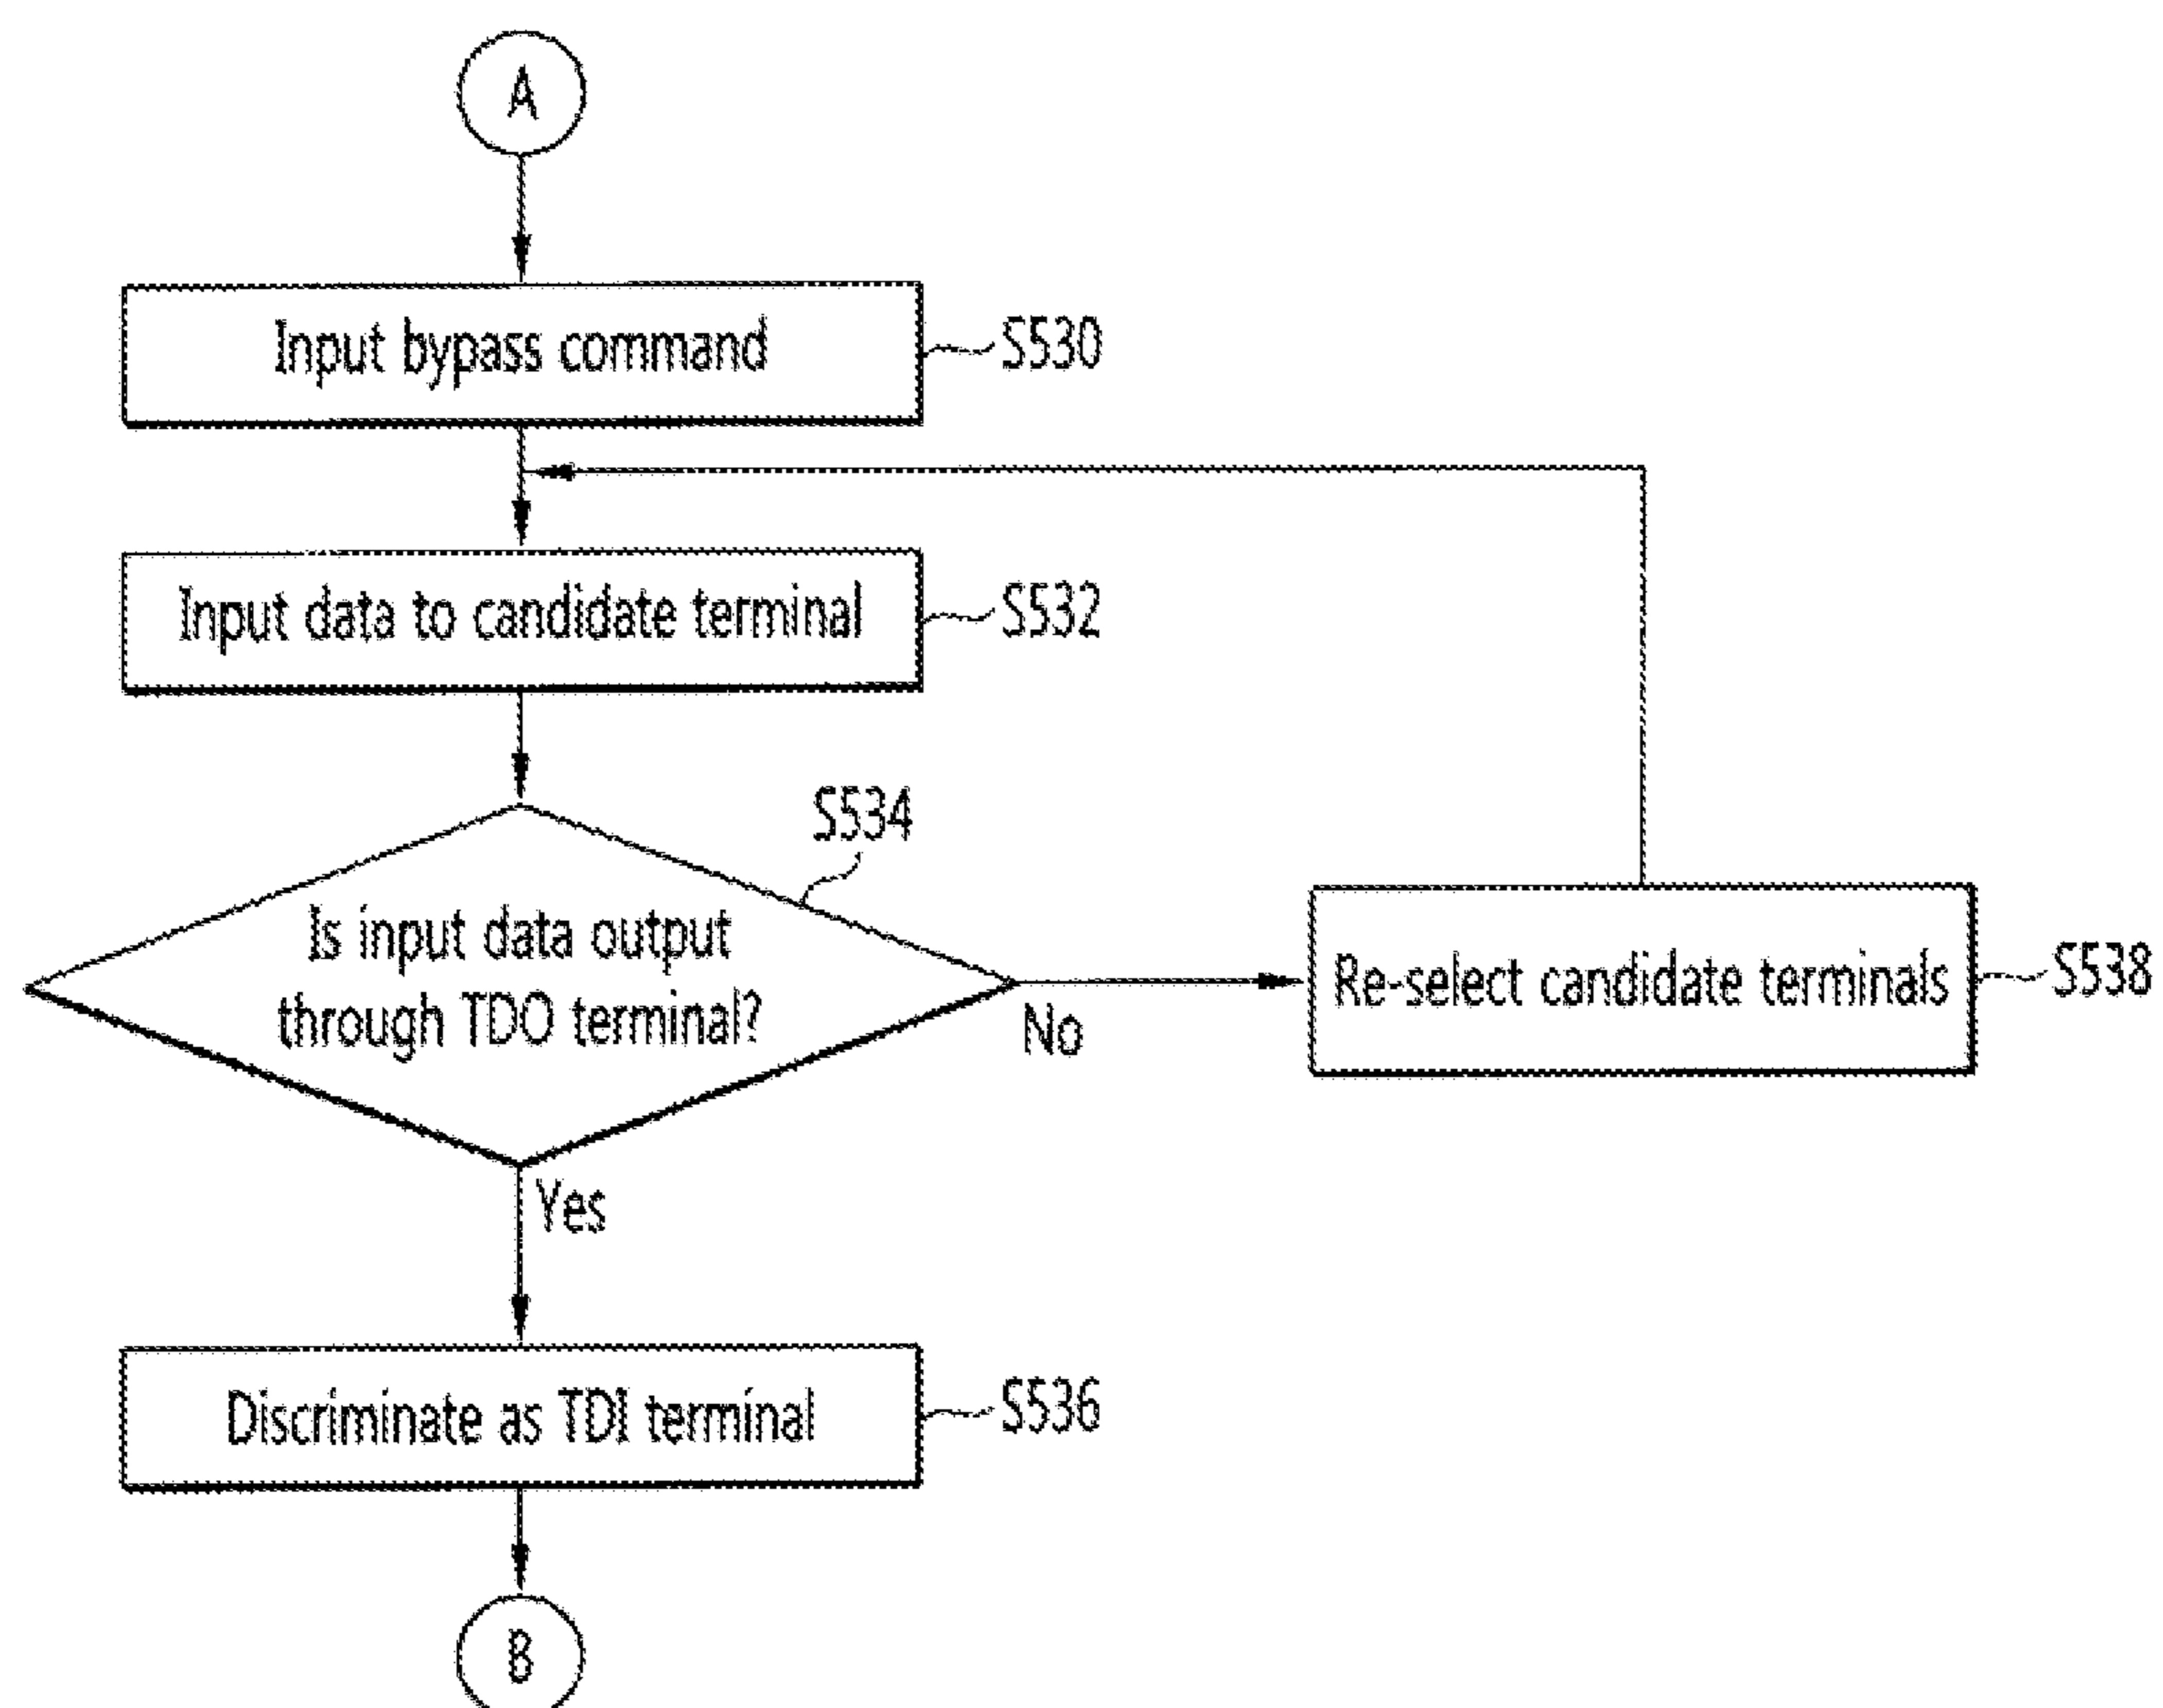 A
Input bypass command
S530
Input data to candidate terminal
S532
S534
Is input data output
through TDO terminal?
No
Re-select candidate terminals
S538
Yes
Discriminate as TDI terminal
S536
B